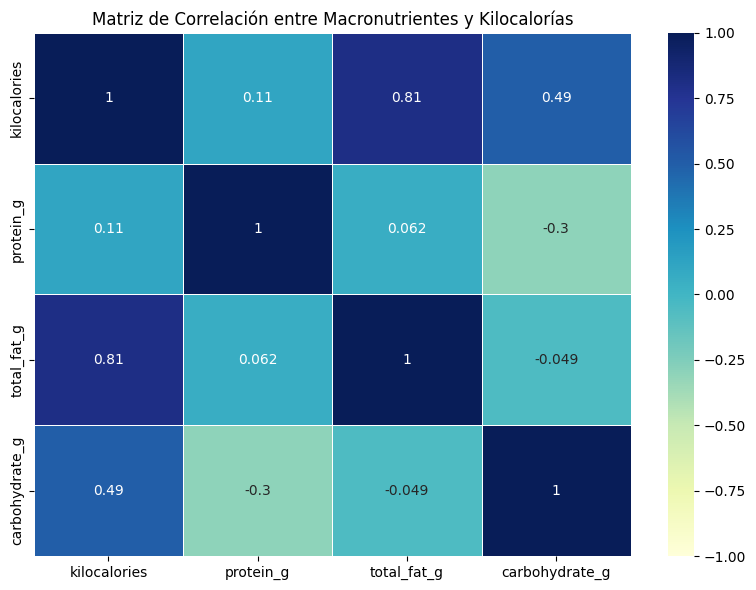 Matriz de Correlación entre Macronutrientes y Kilocalorías
kilocalories
1
0.11
0.81
0.49
protein_g
0.11
1
0.062
-0.3
total_fat_g
0.81
0.062
1
-0.049
carbohydrate_g
0.49
-0.3
-0.049
1
kilocalories
protein_g
total_fat_g
carbohydrate_g
1.00
0.75
0.50
0.25
0.00
−0.25
−0.50
−0.75
−1.00